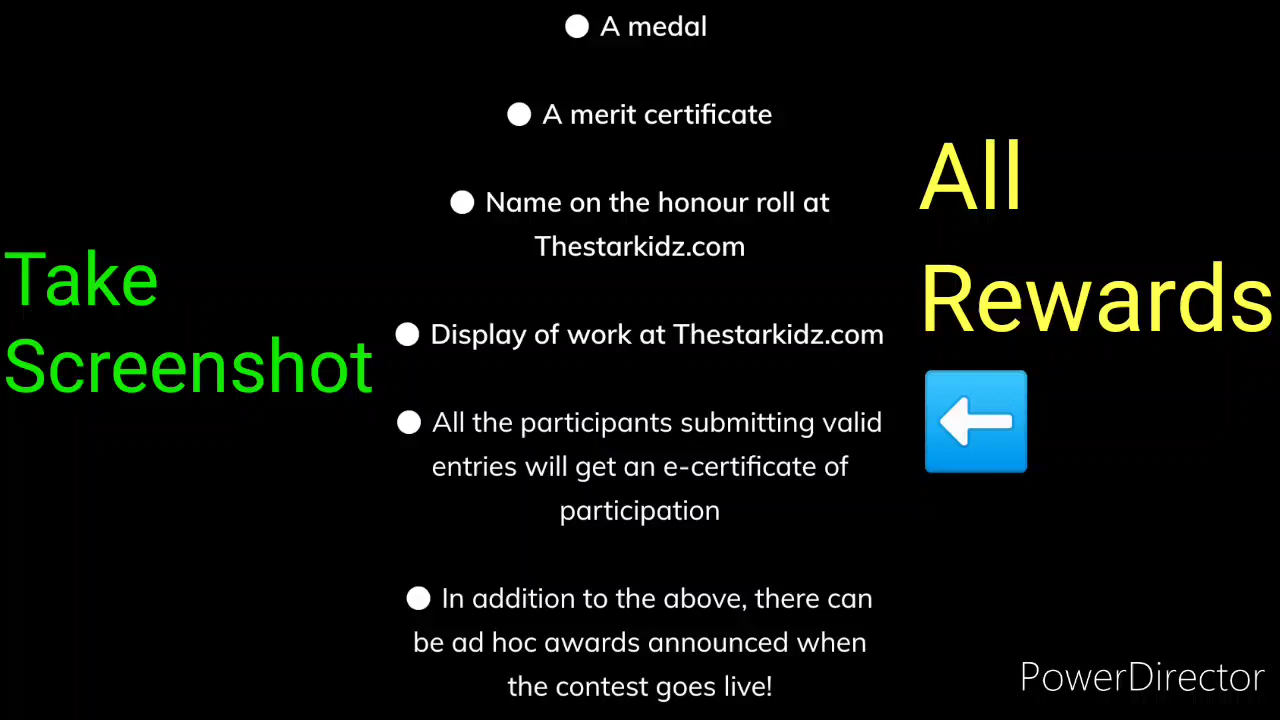 ● A medal
● A merit certificate
● Name on the honour roll at
Thestarkidz.com
● Display of work at Thestarkidz.com
● All the participants submitting valid
entries will get an e-certificate of
participation
● In addition to the above, there can
be ad hoc awards announced when
the contest goes live!
Take
Screenshot
All
Rewards
PowerDirector